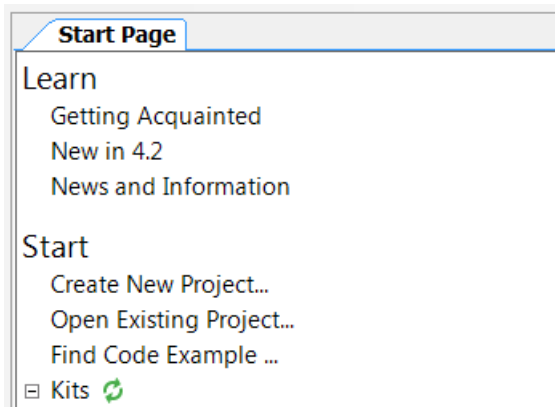 Start Page
Learn
Getting Acquainted
New in 4.2
News and Information
Start
Create New Project...
Open Existing Project...
Find Code Example ...
Kits